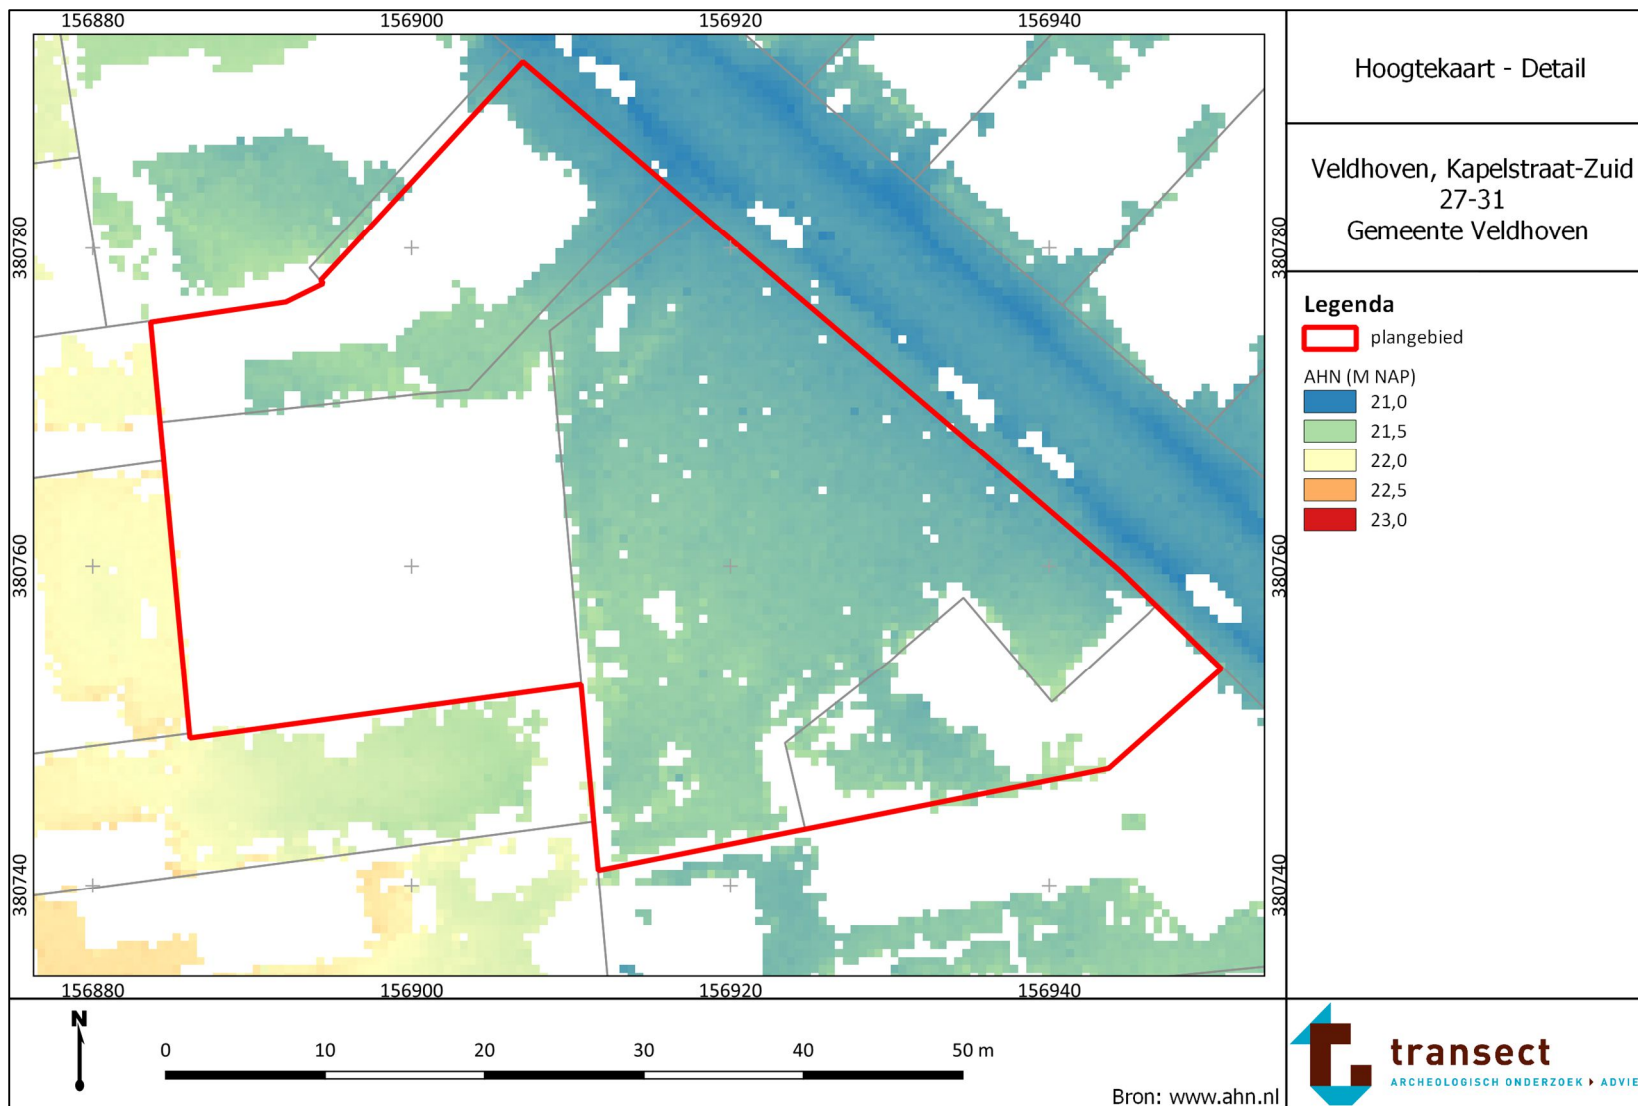 156880 156900 156920 156940
380780
380760
380740
380780
380760
380740
156880 156900 156920 156940
N
0 10 20 30 40 50 m
Bron: www.ahn.nl
Hoogtekaart - Detail
Veldhoven, Kapelstraat-Zuid
27-31
Gemeente Veldhoven
Legenda
plangebied
AHN (M NAP)
21,0
21,5
22,0
22,5
23,0
transect
ARCHEOLOGISCH ONDERZOEK ADVIE